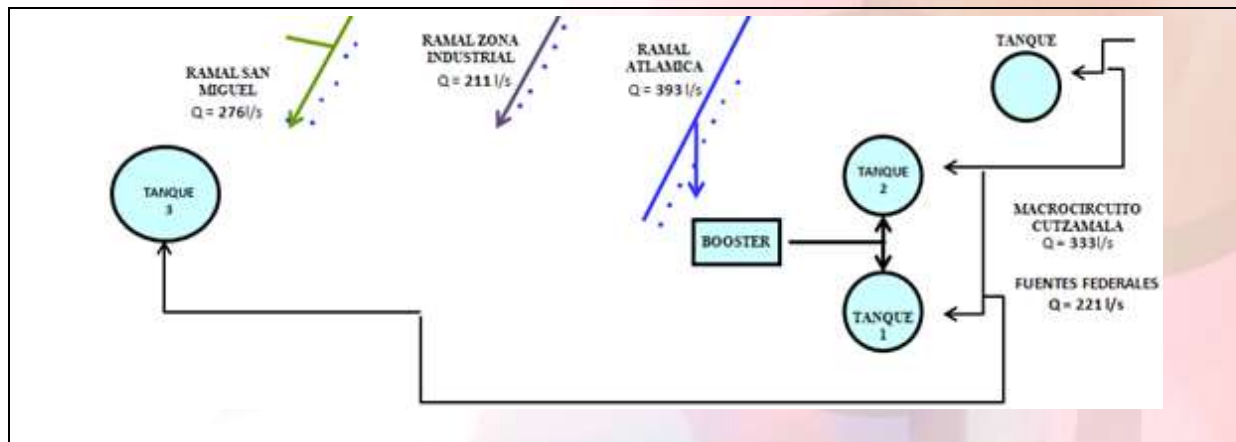 RAMAL SAN
MIGUEL
Q = 276l/s
RAMAL ZONA
INDUSTRIAL
Q = 211 l/s
RAMAL
ATLAMICA
Q = 393 l/s
TANQUE
TANQUE
3
TANQUE
2
BOOSTER
MACROCIRCUITO
CUTZAMALA
Q = 333l/s
FUENTES FEDERALES
Q = 221 l/s
TANQUE
1